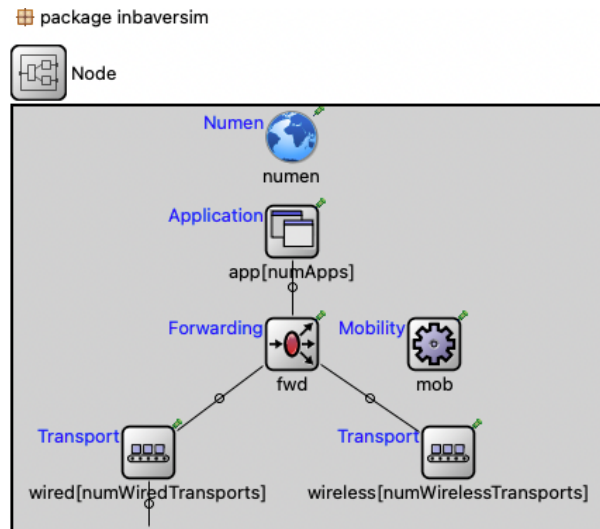 package inbaversim
Node
Numen
numen
Application
app[numApps]
Forwarding
Mobility
fwd
mob
Transport
Transport
wired[numWiredTransports]
wireless[numWirelessTransports]